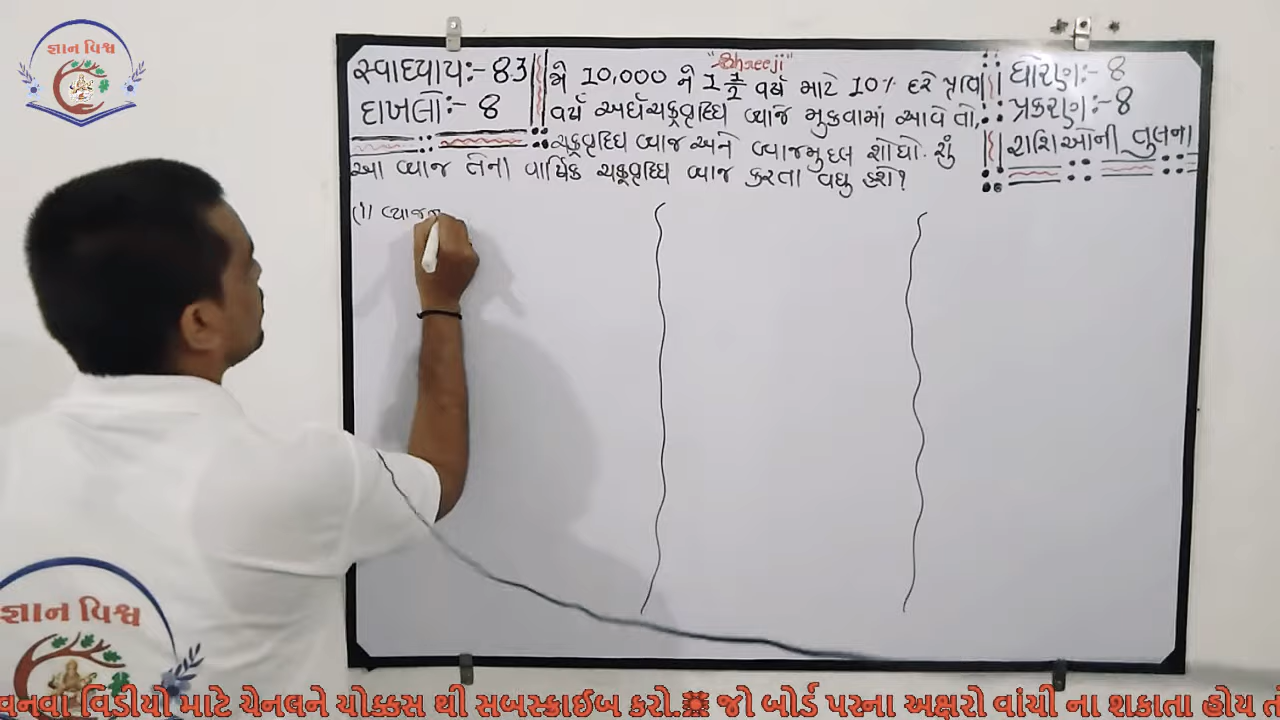 જ્ઞાન વિશ્વ
સ્વાધ્યાય:- 8.3
દાખલો:- 8
"Shreeji"
રૂ 10,000 ને 1 1/2 વર્ષ માટે 10% દરે પ્રતિ
વર્ષ અર્ધચક્રવૃધ્ધિ વ્યાજે મુકવામાં આવે તો,
ચક્રવૃધ્ધિ વ્યાજ અને વ્યાજમુદ્દલ શોધો. શું
આ વ્યાજ તેના વાર્ષિક ચક્રવૃધ્ધિ વ્યાજ કરતા વધુ હશે?
ધોરણ:- 8
પ્રકરણ:- 8
રાશિઓની તુલના
(1) વ્યાજ
જ્ઞાન વિશ્વ
વનવા વિડીયો માટે ચેનલને ચોક્કસ થી સબસ્ક્રાઈબ કરો. જો બોર્ડ પરના અક્ષરો વાંચી ના શકાતા હોય